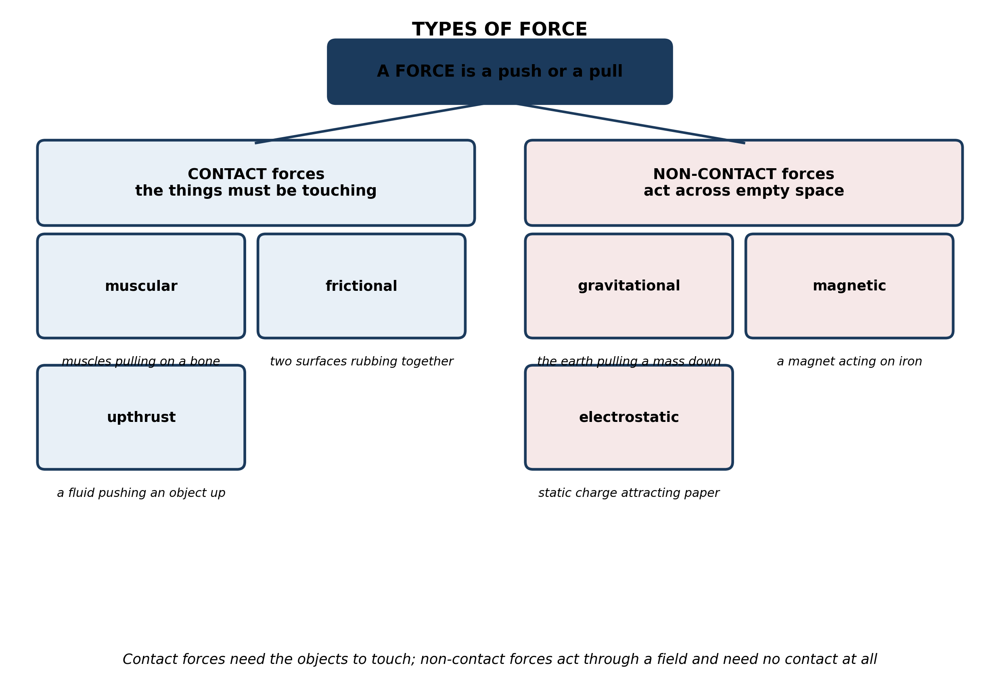 TYPES OF FORCE
A FORCE is a push or a pull
CONTACT forces
the things must be touching
NON-CONTACT forces
act across empty space
muscular
frictional
gravitational
magnetic
muscles pulling on a bone
two surfaces rubbing together
the earth pulling a mass down
a magnet acting on iron
upthrust
electrostatic
a fluid pushing an object up
static charge attracting paper
Contact forces need the objects to touch; non-contact forces act through a field and need no contact at all